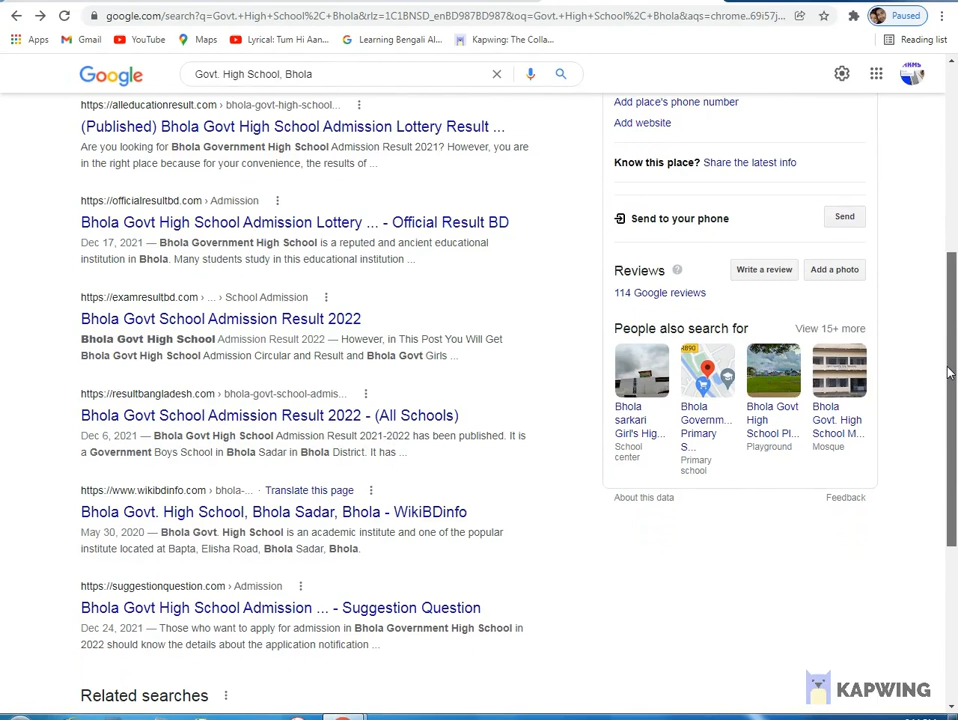 google.com/search?q=Govt.+High+School%2C+Bhola&rlz=1C1BNSD_enBD987BD987&oq=Govt.+High+School%2C+Bhola&aqs=chrome..69i57j...
Paused
Apps
Gmail
YouTube
Maps
Lyrical: Tum Hi Aan...
Learning Bengali Al...
Kapwing: The Colla...
Reading list
Google
Govt. High School, Bhola
https://alleducationresult.com › bhola-govt-high-school...
(Published) Bhola Govt High School Admission Lottery Result ...
Are you looking for Bhola Government High School Admission Result 2021? However, you are
in the right place because for your convenience, the results of ...
https://officialresultbd.com › Admission
Bhola Govt High School Admission Lottery ... - Official Result BD
Dec 17, 2021 — Bhola Government High School is a reputed and ancient educational
institution in Bhola. Many students study in this educational institution ...
https://examresultbd.com › ... › School Admission
Bhola Govt School Admission Result 2022
Bhola Govt High School Admission Result 2022 — However, in This Post You Will Get
Bhola Govt High School Admission Circular and Result and Bhola Govt Girls ...
https://resultbangladesh.com › bhola-govt-school-admis...
Bhola Govt School Admission Result 2022 - (All Schools)
Dec 6, 2021 — Bhola Govt High School Admission Result 2021-2022 has been published. It is
a Government Boys School in Bhola Sadar in Bhola District. It has ...
https://www.wikibdinfo.com › bhola-... · Translate this page
Bhola Govt. High School, Bhola Sadar, Bhola - WikiBDinfo
May 30, 2020 — Bhola Govt. High School is an academic institute and one of the popular
institute located at Bapta, Elisha Road, Bhola Sadar, Bhola.
https://suggestionquestion.com › Admission
Bhola Govt High School Admission ... - Suggestion Question
Dec 24, 2021 — Those who want to apply for admission in Bhola Government High School in
2022 should know the details about the application notification ...
Related searches
Add place's phone number
Add website
Know this place? Share the latest info
Send to your phone
Send
Reviews
Write a review
Add a photo
114 Google reviews
People also search for
View 15+ more
Bhola sarkari Girl's Hig...
School center
Bhola Governm... Primary S...
Primary school
Bhola Govt High School Pl...
Playground
Bhola Govt. High School M...
Mosque
About this data
Feedback
KAPWING